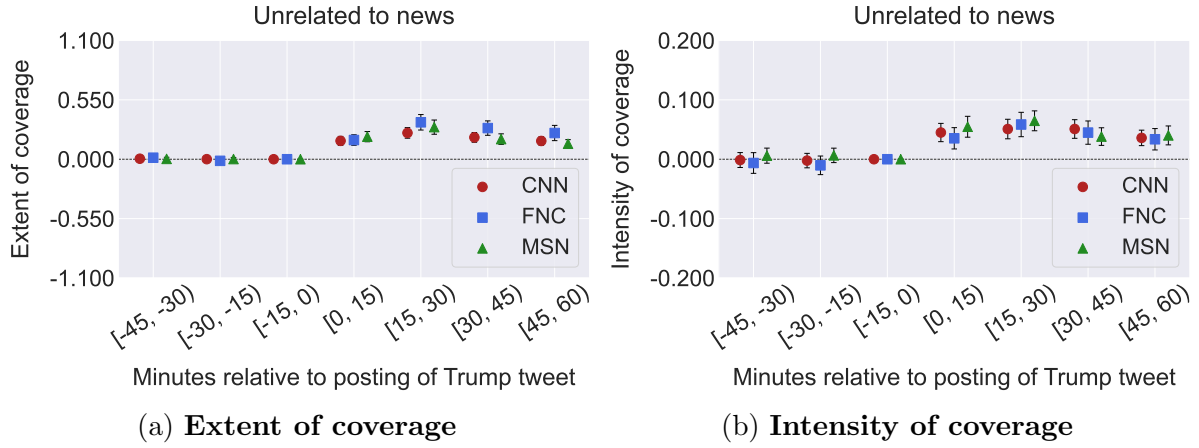 Unrelated to news
Extent of coverage
1.100
0.550
0.000
-0.550
-1.100
CNN
FNC
MSN
[-45, -30)
[-30, -15)
[-15, 0)
[0, 15)
[15, 30)
[30, 45)
[45, 60)
Minutes relative to posting of Trump tweet
(a) Extent of coverage
Unrelated to news
Intensity of coverage
0.200
0.100
0.000
-0.100
-0.200
CNN
FNC
MSN
[-45, -30)
[-30, -15)
[-15, 0)
[0, 15)
[15, 30)
[30, 45)
[45, 60)
Minutes relative to posting of Trump tweet
(b) Intensity of coverage